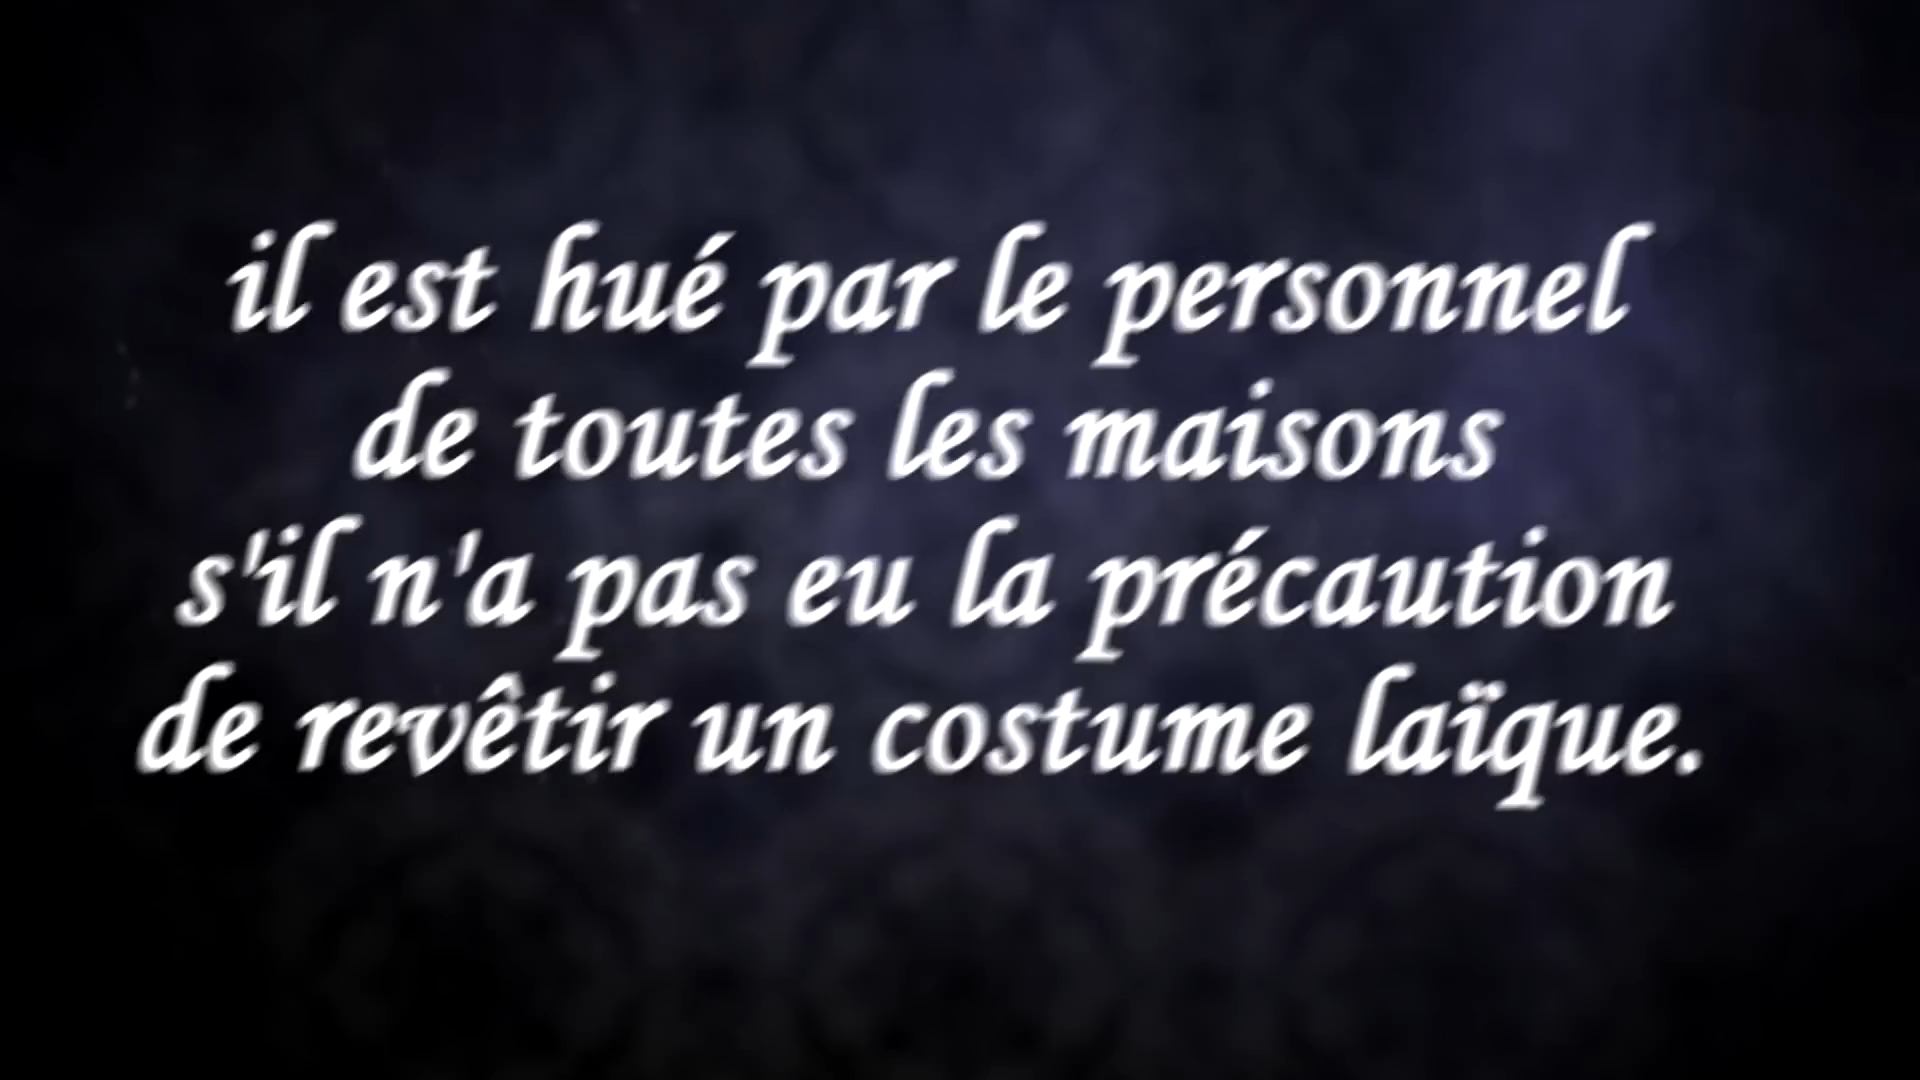 il est hué par le personnel
de toutes les maisons
s'il n'a pas eu la précaution
de revêtir un costume laïque.